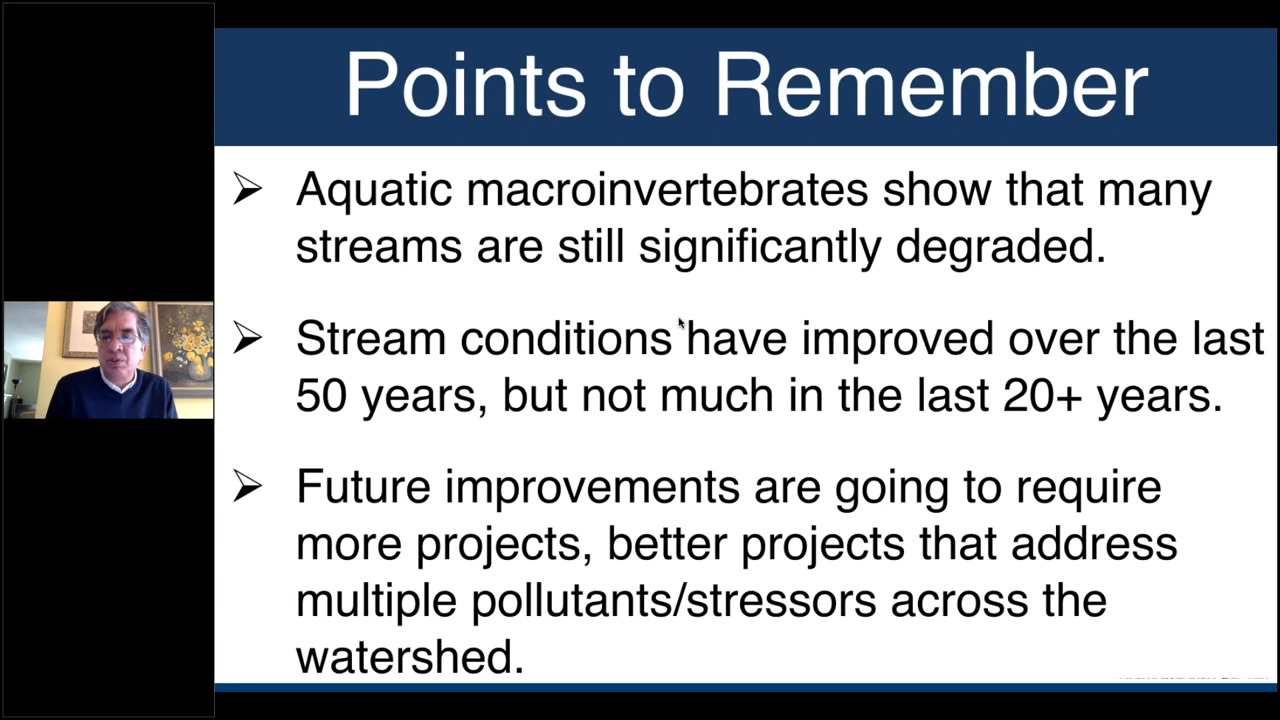 Points to Remember
➢ Aquatic macroinvertebrates show that many
streams are still significantly degraded.
➢ Stream conditions have improved over the last
50 years, but not much in the last 20+ years.
➢ Future improvements are going to require
more projects, better projects that address
multiple pollutants/stressors across the
watershed.